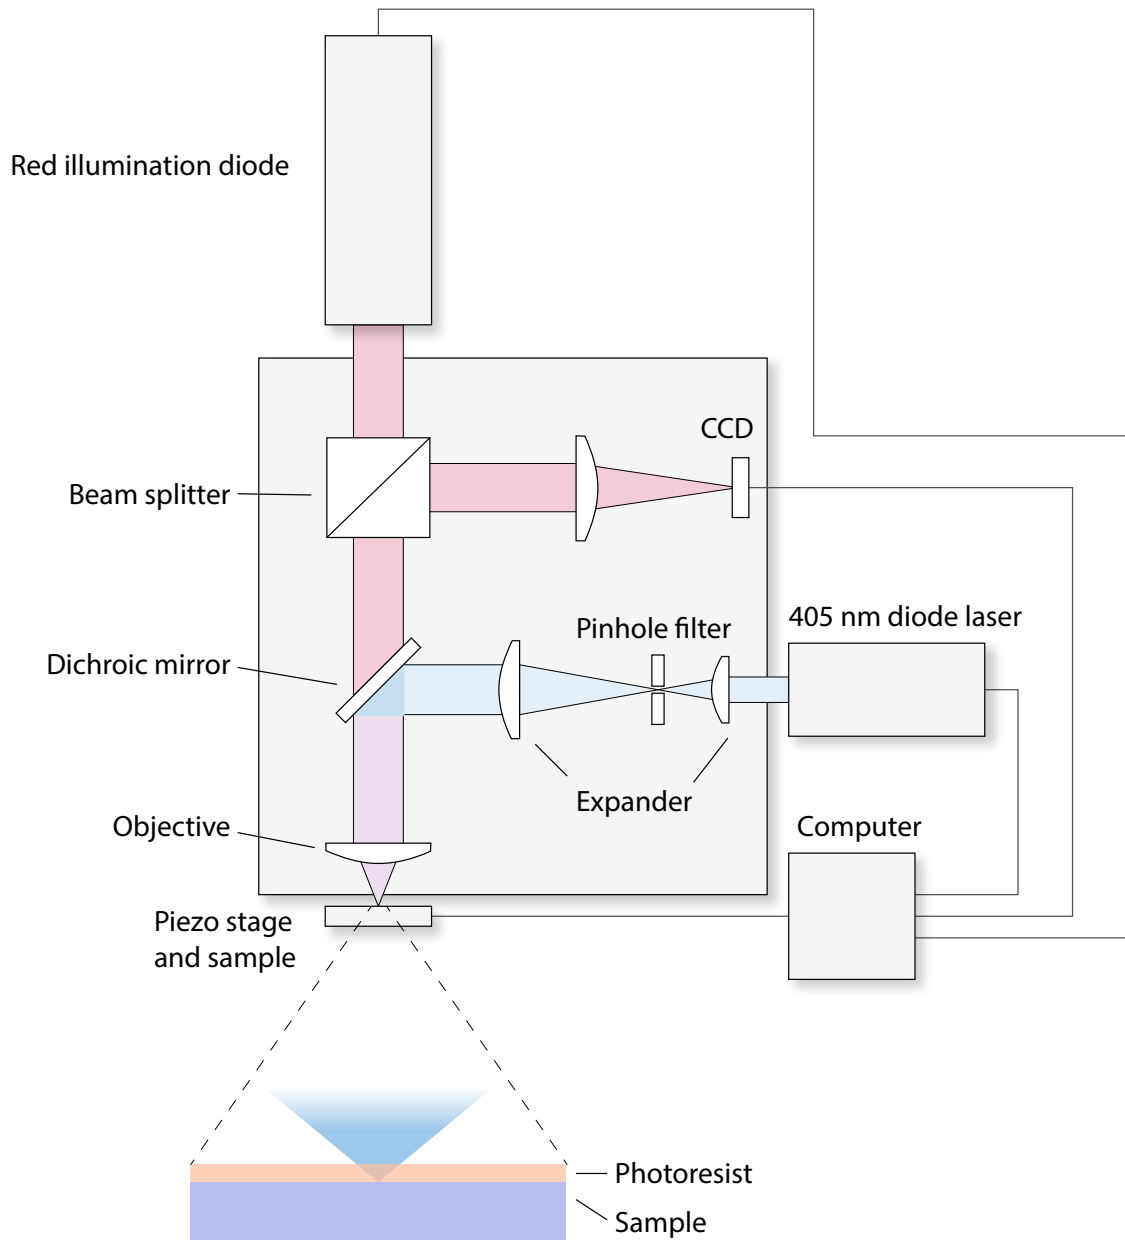 Red illumination diode
CCD
Beam splitter
405 nm diode laser
Pinhole filter
Dichroic mirror
Expander
Objective
Computer
Piezo stage
and sample
Photoresist
Sample